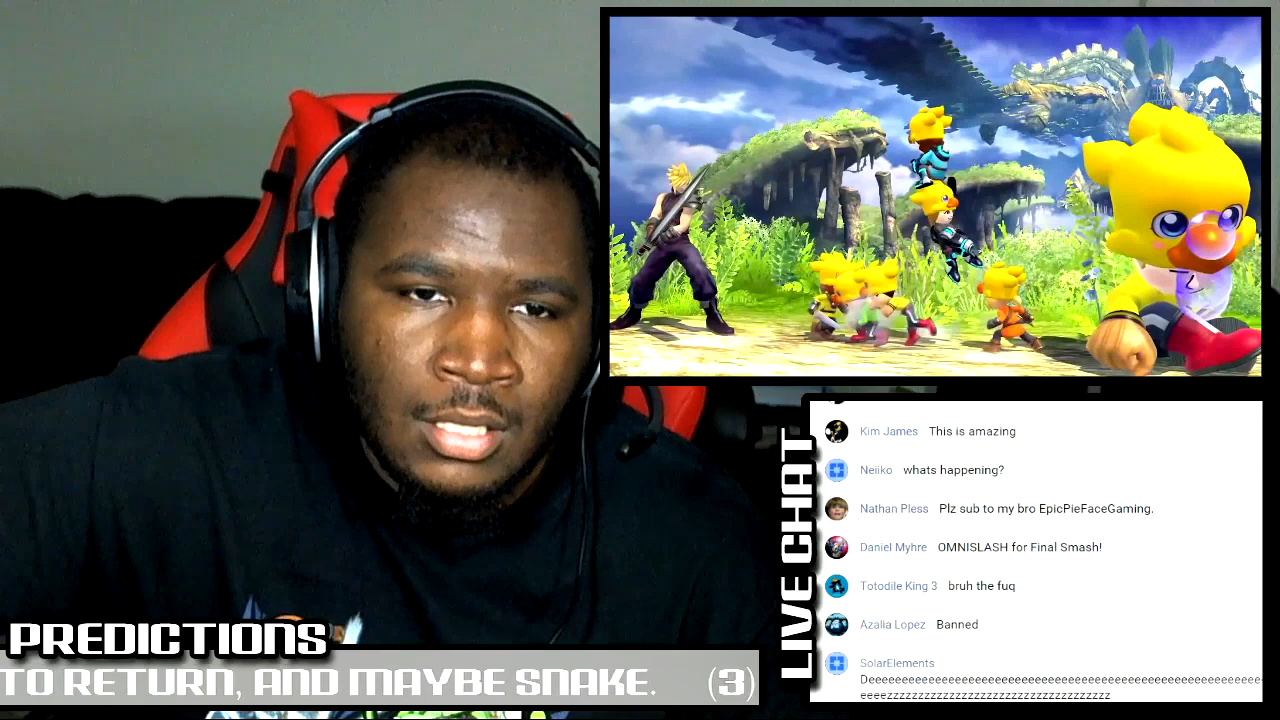 Kim James This is amazing
Neiiko whats happening?
Nathan Pless Plz sub to my bro EpicPieFaceGaming.
Daniel Myhre OMNISLASH for Final Smash!
Totodile King 3 bruh the fuq
Azalia Lopez Banned
SolarElements
LIVE CHAT
PREDICTIONS
TO RETURN, AND MAYBE SNAKE. (3)